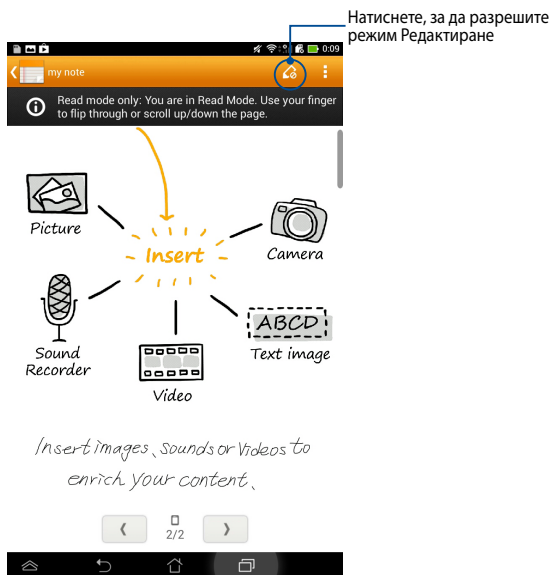 Натиснете, за да разрешите
режим Редактиране
0:09
my note
Read mode only: You are in Read Mode. Use your finger
to flip through or scroll up/down the page.
Picture
Insert
Camera
Sound
Recorder
Video
ABCD
Text image
Insert images, Sounds or Videos to
enrich your content.
2/2